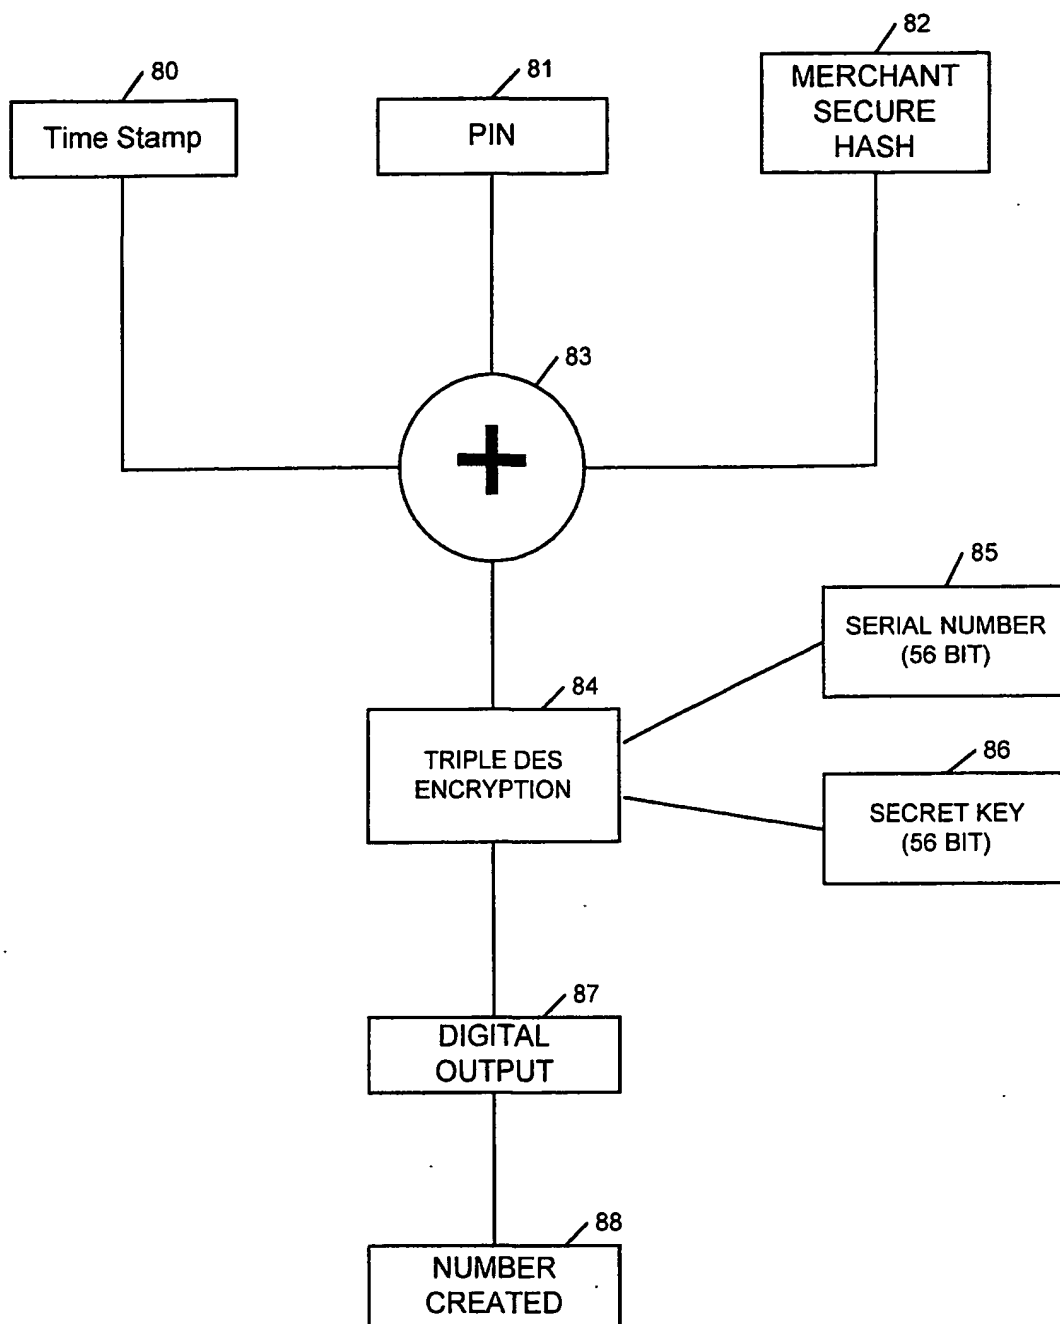 80
81
82
Time Stamp
PIN
MERCHANT
SECURE
HASH
83
+
84
TRIPLE DES
ENCRYPTION
85
SERIAL NUMBER
(56 BIT)
86
SECRET KEY
(56 BIT)
87
DIGITAL
OUTPUT
88
NUMBER
CREATED